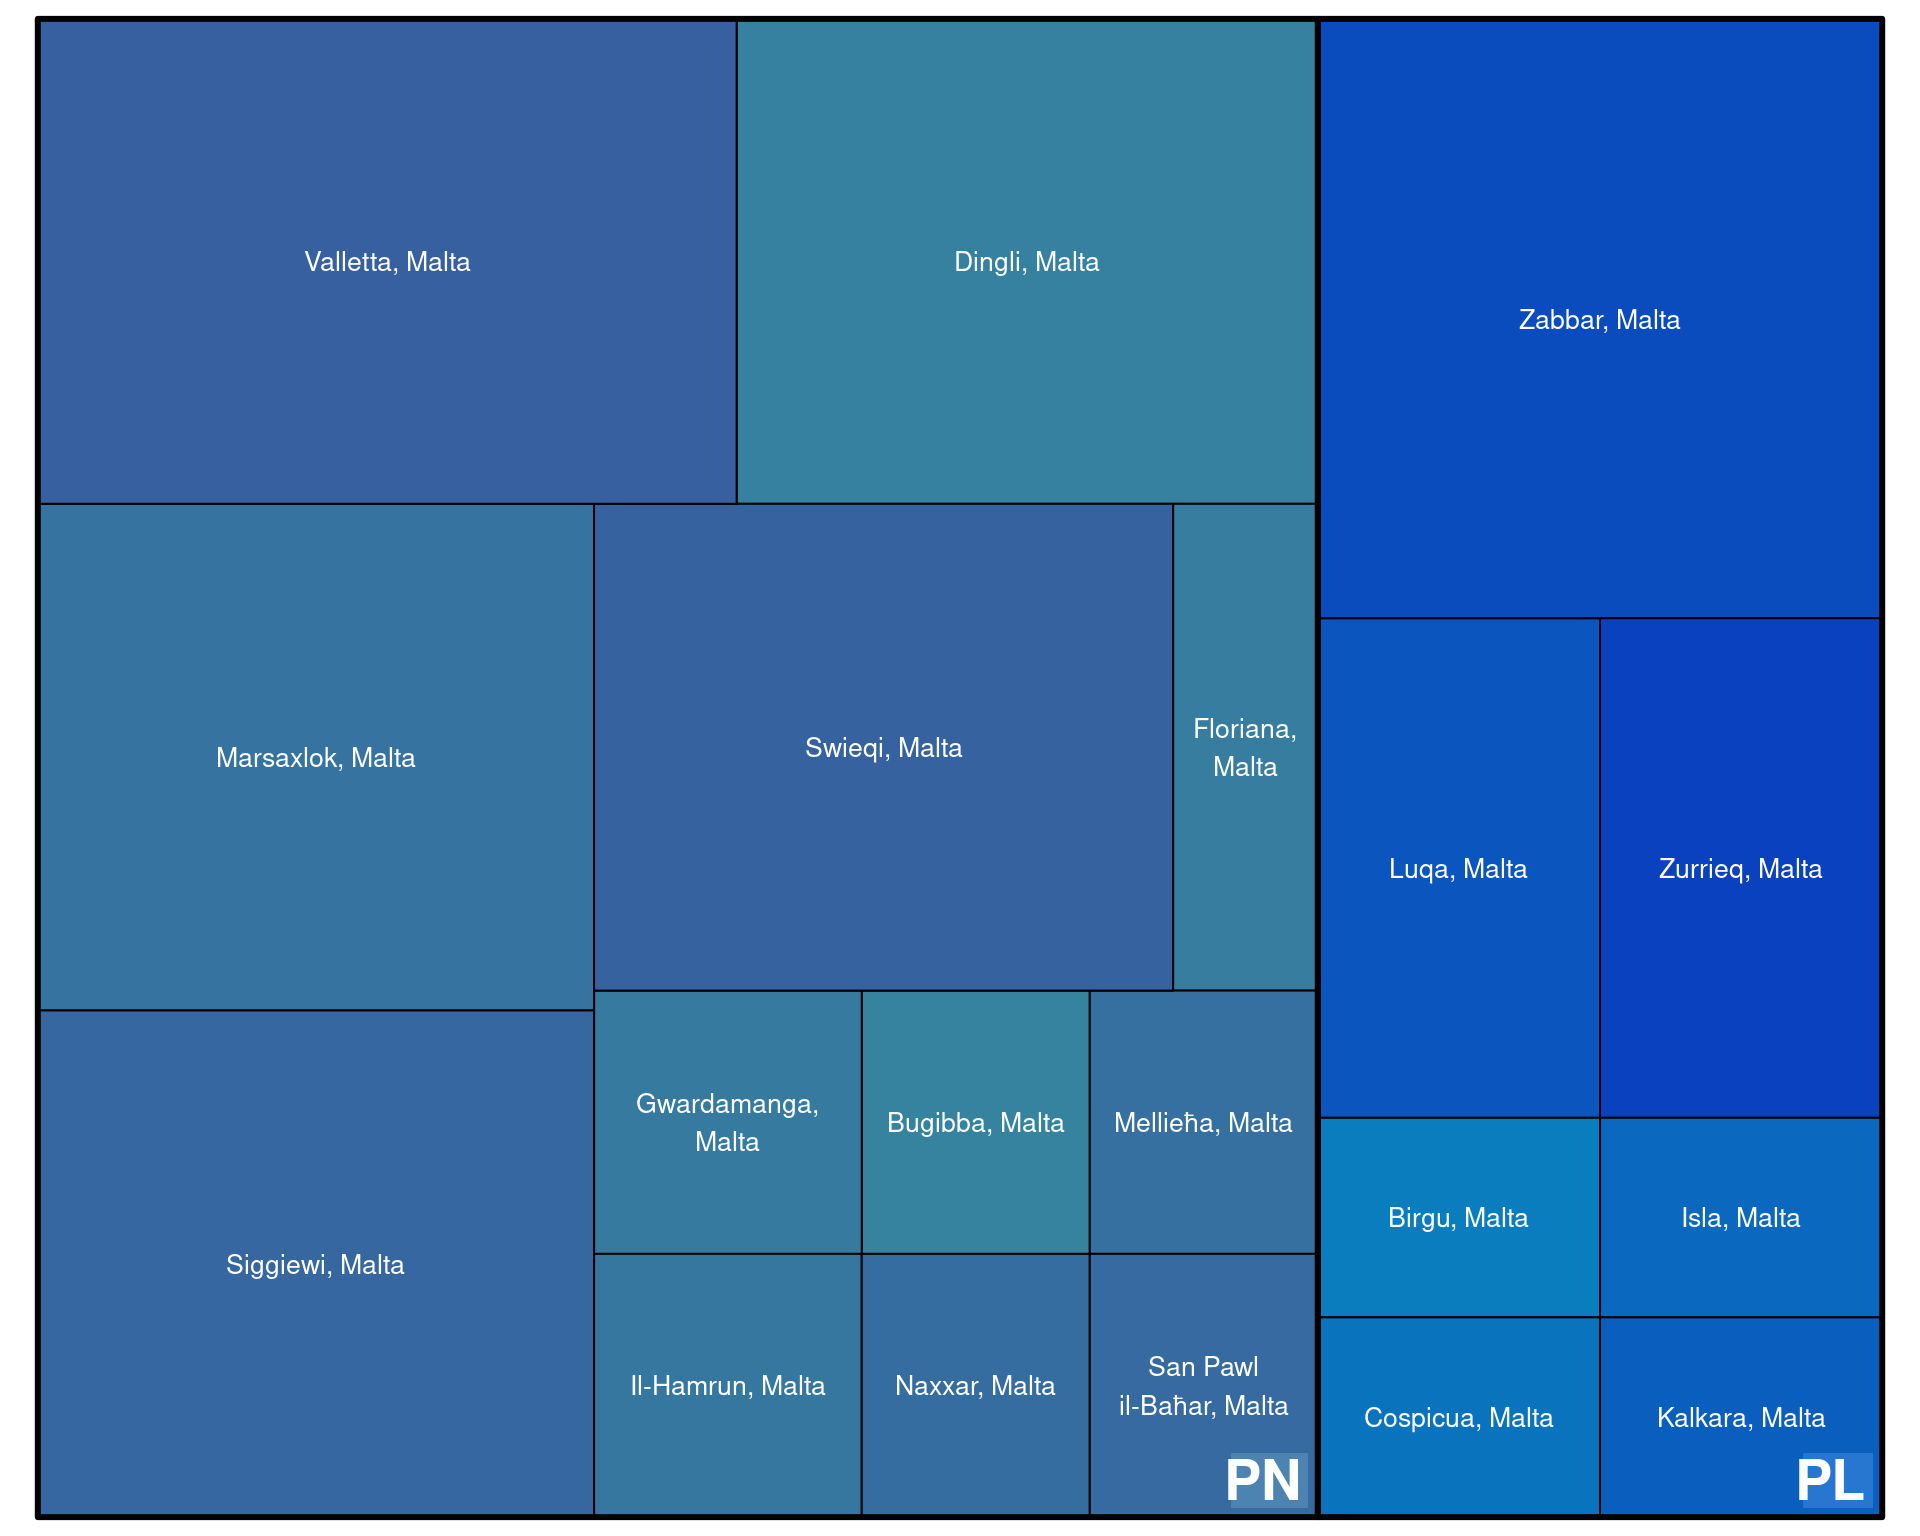 Valletta, Malta
Dingli, Malta
Zabbar, Malta
Marsaxlok, Malta
Swieqi, Malta
Floriana,
Malta
Luqa, Malta
Zurrieq, Malta
Siggiewi, Malta
Gwardamanga,
Malta
Bugibba, Malta
Mellieħa, Malta
Birgu, Malta
Isla, Malta
Il-Hamrun, Malta
Naxxar, Malta
San Pawl
il-Baħar, Malta
Cospicua, Malta
Kalkara, Malta
PN
PL